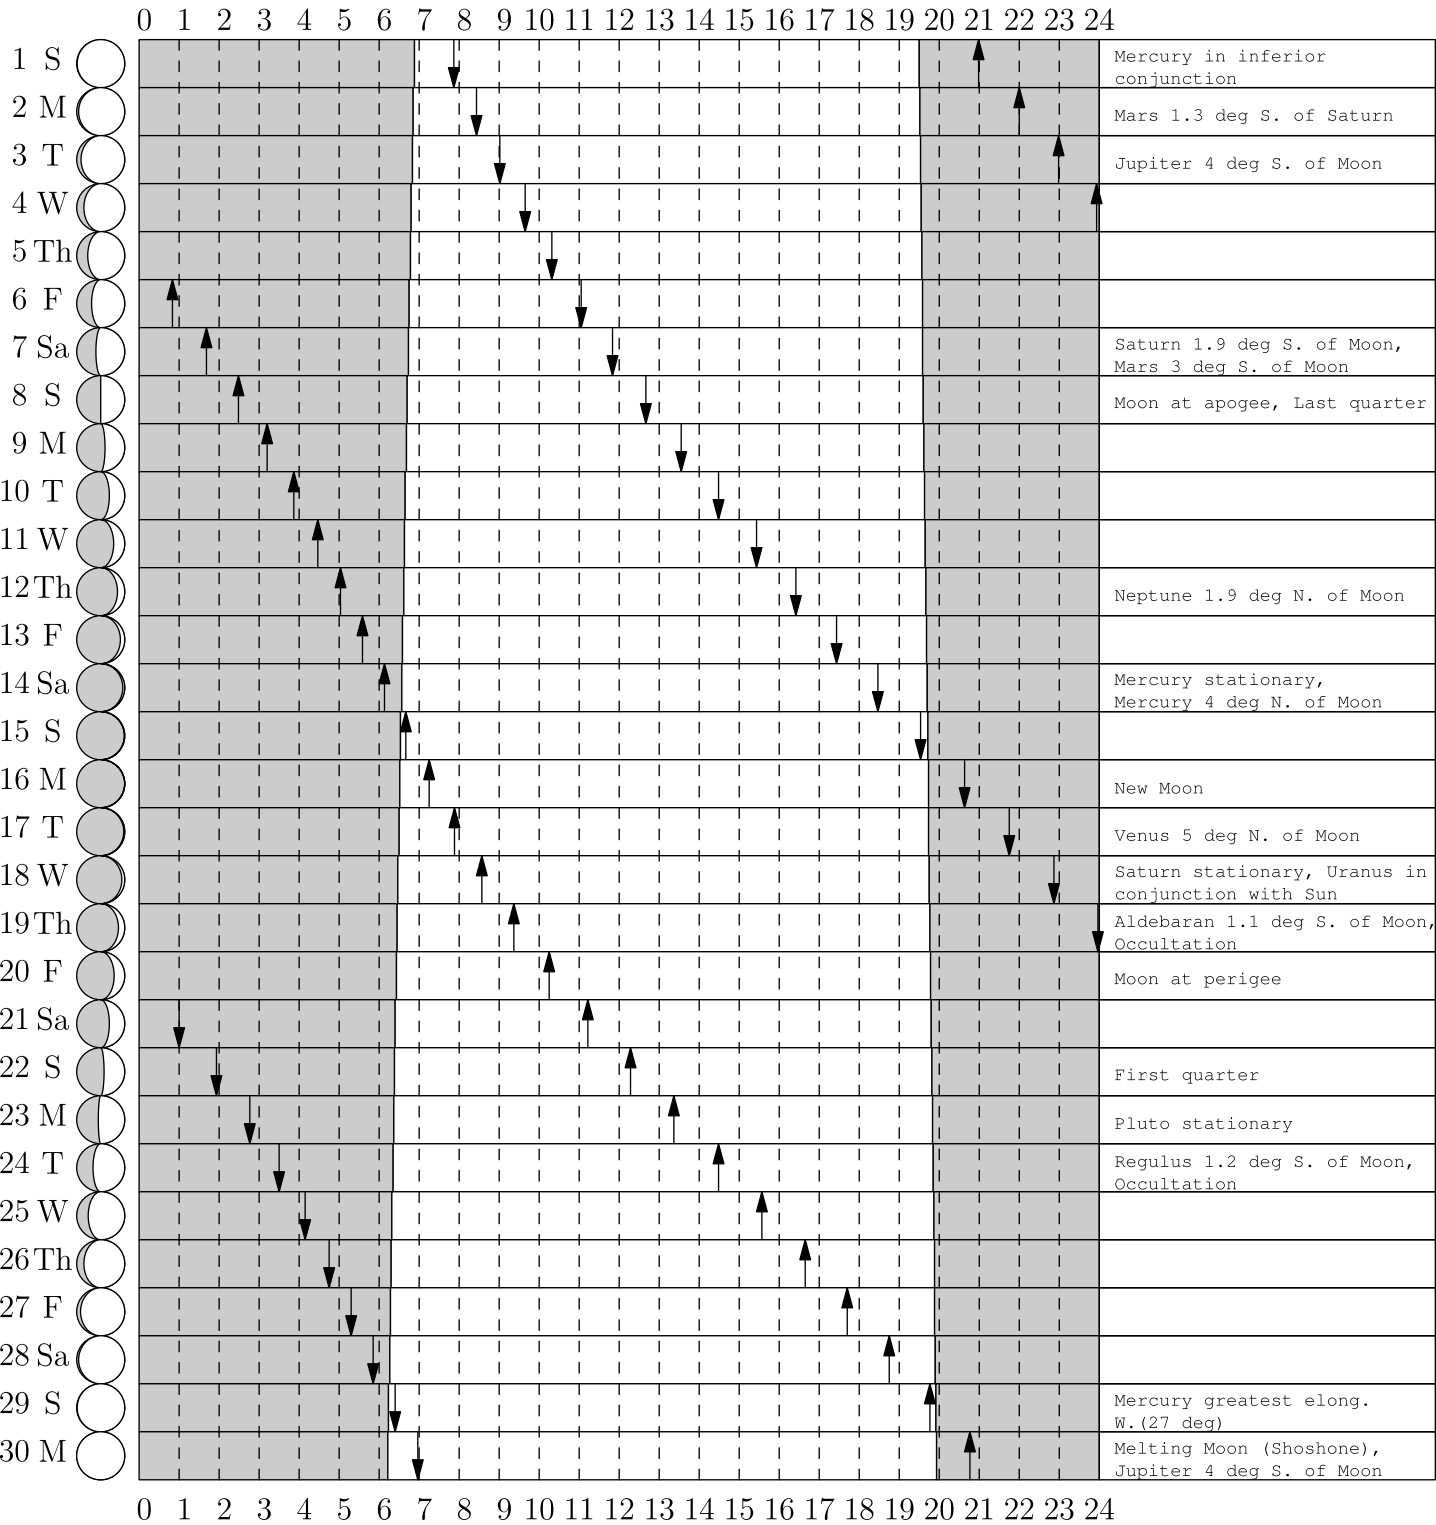 0 1 2 3 4 5 6 7 8 9 10 11 12 13 14 15 16 17 18 19 20 21 22 23 24
1 S Mercury in inferior
conjunction
2 M Mars 1.3 deg S. of Saturn
3 T Jupiter 4 deg S. of Moon
4 W
5 Th
6 F
7 Sa Saturn 1.9 deg S. of Moon,
Mars 3 deg S. of Moon
8 S Moon at apogee, Last quarter
9 M
10 T
11 W
12 Th Neptune 1.9 deg N. of Moon
13 F
14 Sa Mercury stationary,
Mercury 4 deg N. of Moon
15 S
16 M New Moon
17 T Venus 5 deg N. of Moon
18 W Saturn stationary, Uranus in
conjunction with Sun
19 Th Aldebaran 1.1 deg S. of Moon,
Occultation
20 F Moon at perigee
21 Sa
22 S First quarter
23 M Pluto stationary
24 T Regulus 1.2 deg S. of Moon,
Occultation
25 W
26 Th
27 F
28 Sa
29 S Mercury greatest elong.
W.(27 deg)
30 M Melting Moon (Shoshone),
Jupiter 4 deg S. of Moon
0 1 2 3 4 5 6 7 8 9 10 11 12 13 14 15 16 17 18 19 20 21 22 23 24